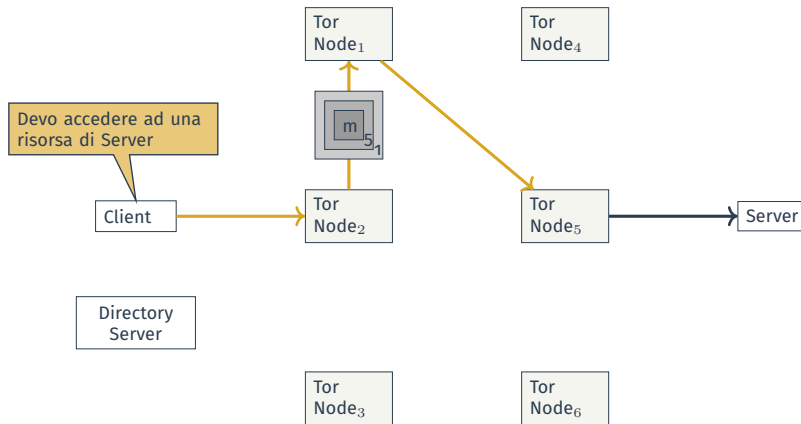 Tor
Node₁
Tor
Node₄
Devo accedere ad una
risorsa di Server
m
5
1
Client
Tor
Node₂
Tor
Node₅
Server
Directory
Server
Tor
Node₃
Tor
Node₆